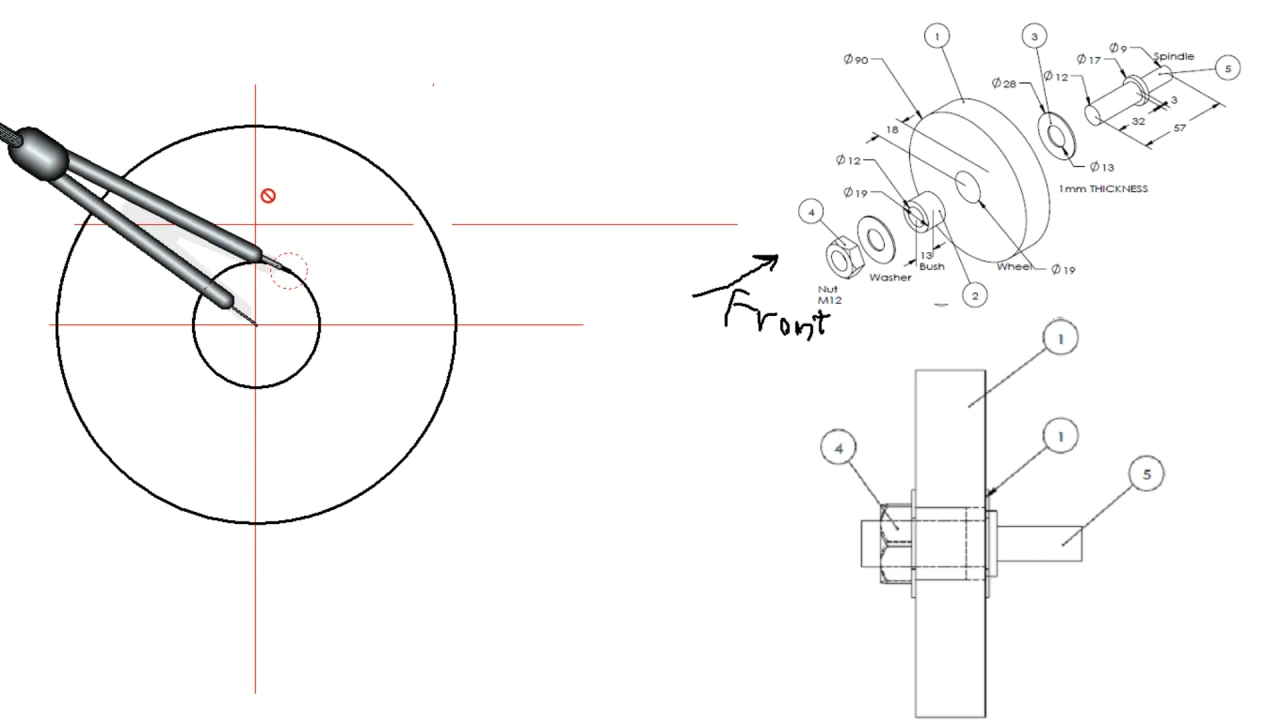 1
3
Ø9
Spindle
Ø17
5
Ø90
Ø28
Ø12
3
32
57
18
Ø13
Ø12
1mm THICKNESS
Ø19
4
13
Bush
Wheel
Ø19
Washer
2
Nut
M12
Front
1
4
1
5